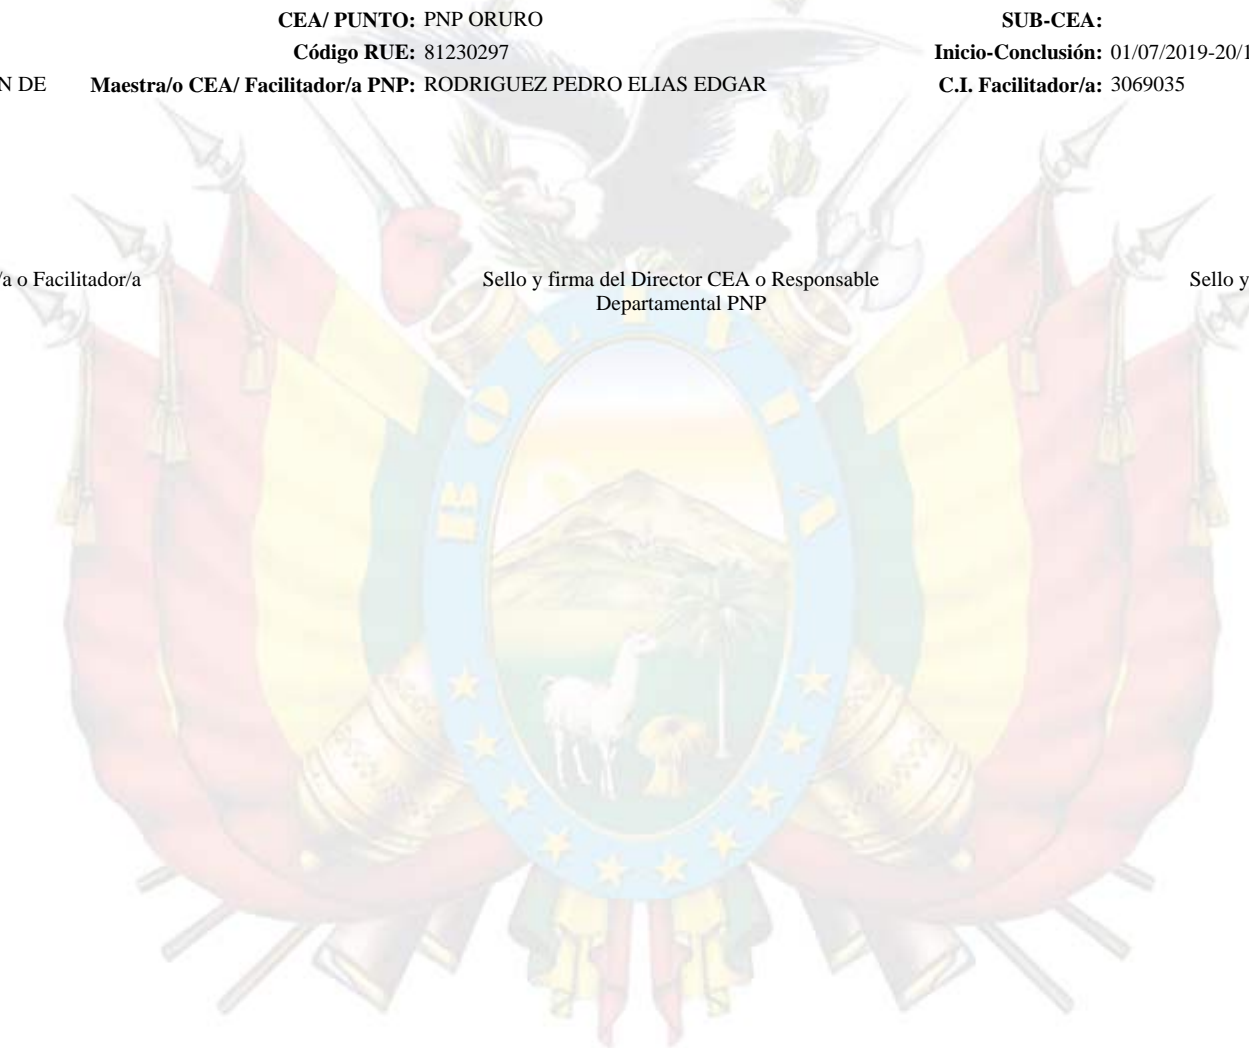 CEA/ PUNTO: PNP ORURO SUB-CEA:
Código RUE: 81230297 Inicio-Conclusión: 01/07/2019-20/1
N DE Maestra/o CEA/ Facilitador/a PNP: RODRIGUEZ PEDRO ELIAS EDGAR C.I. Facilitador/a: 3069035
/a o Facilitador/a Sello y firma del Director CEA o Responsable Sello y
Departamental PNP
BOLIVIA